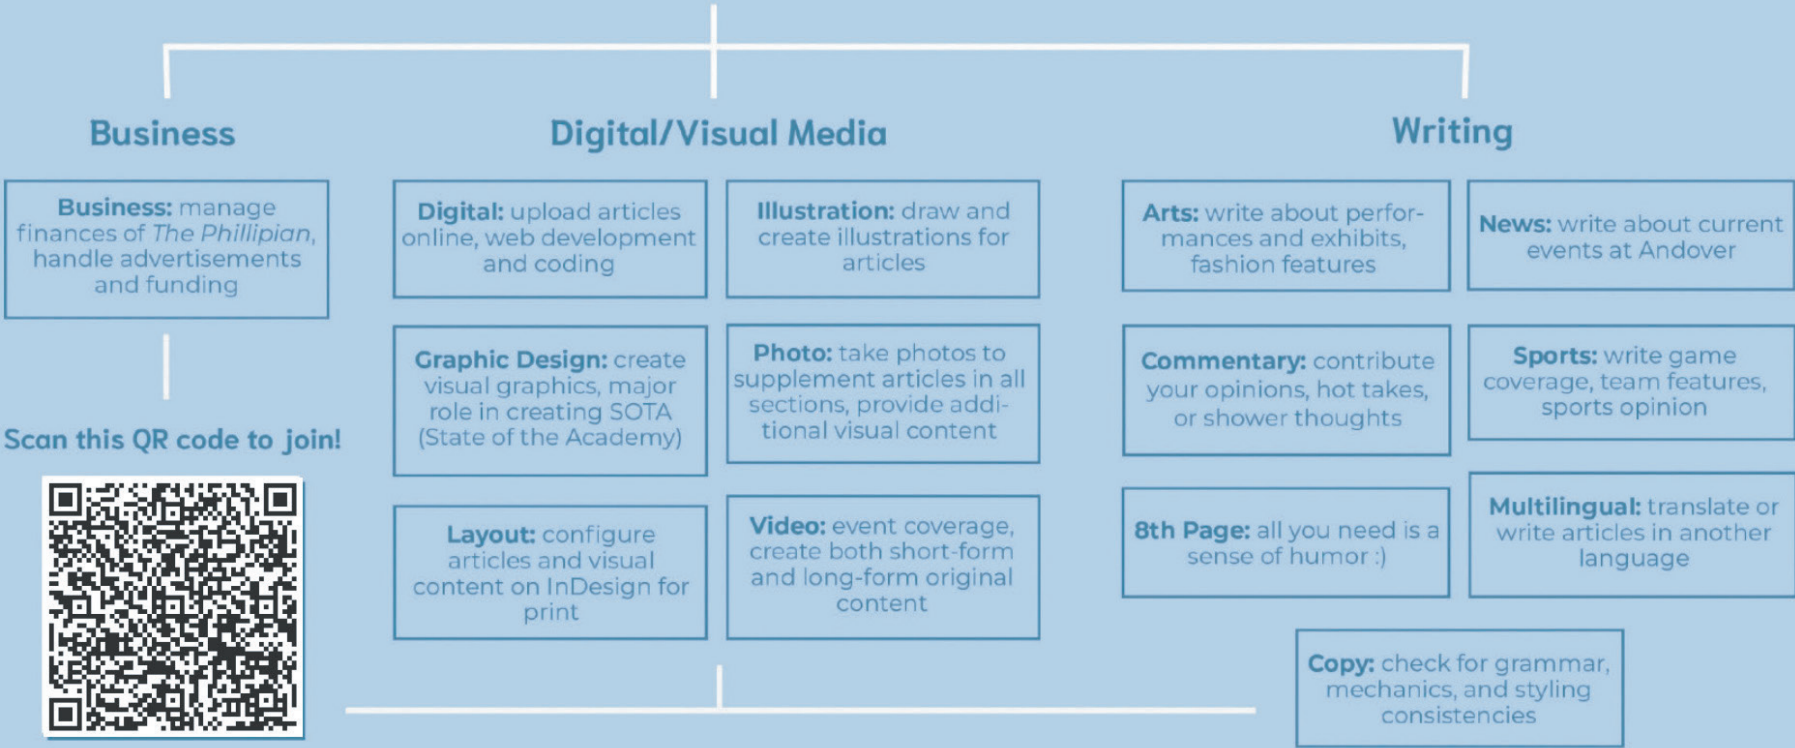 Business
Business: manage
finances of The Phillipian,
handle advertisements
and funding
Scan this QR code to join!
Digital/Visual Media
Digital: upload articles
online, web development
and coding
Illustration: draw and
create illustrations for
articles
Graphic Design: create
visual graphics, major
role in creating SOTA
(State of the Academy)
Photo: take photos to
supplement articles in all
sections, provide addi-
tional visual content
Layout: configure
articles and visual
content on InDesign for
print
Video: event coverage,
create both short-form
and long-form original
content
Writing
Arts: write about perfor-
mances and exhibits,
fashion features
News: write about current
events at Andover
Commentary: contribute
your opinions, hot takes,
or shower thoughts
Sports: write game
coverage, team features,
sports opinion
8th Page: all you need is a
sense of humor :)
Multilingual: translate or
write articles in another
language
Copy: check for grammar,
mechanics, and styling
consistencies